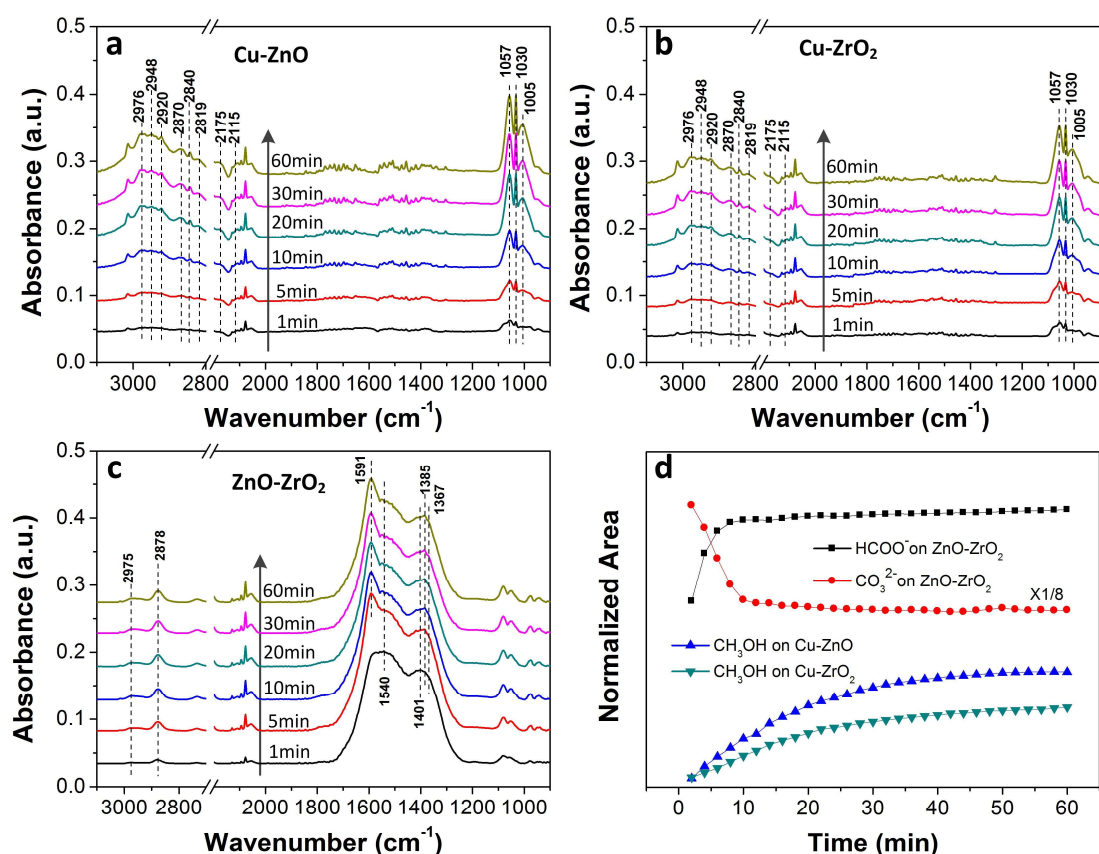 a
Cu-ZnO
2976
2948
2920
2870
2840
2819
2175
2115
1057
1030
1005
60min
30min
20min
10min
5min
1min
0.5
0.4
0.3
0.2
0.1
0.0
Absorbance (a.u.)
3000 2800 2000 1800 1600 1400 1200 1000
Wavenumber (cm⁻¹)
b
Cu-ZrO₂
2976
2948
2920
2870
2840
2819
2175
2115
1057
1030
1005
60min
30min
20min
10min
5min
1min
0.5
0.4
0.3
0.2
0.1
0.0
Absorbance (a.u.)
3000 2800 2000 1800 1600 1400 1200 1000
Wavenumber (cm⁻¹)
c
ZnO-ZrO₂
2975
2878
1591
1385
1367
1540
1401
60min
30min
20min
10min
5min
1min
0.5
0.4
0.3
0.2
0.1
0.0
Absorbance (a.u.)
3000 2800 2000 1800 1600 1400 1200 1000
Wavenumber (cm⁻¹)
d
HCOO⁻on ZnO-ZrO₂
CO₃²⁻on ZnO-ZrO₂
X1/8
CH₃OH on Cu-ZnO
CH₃OH on Cu-ZrO₂
Normalized Area
0 10 20 30 40 50 60
Time (min)